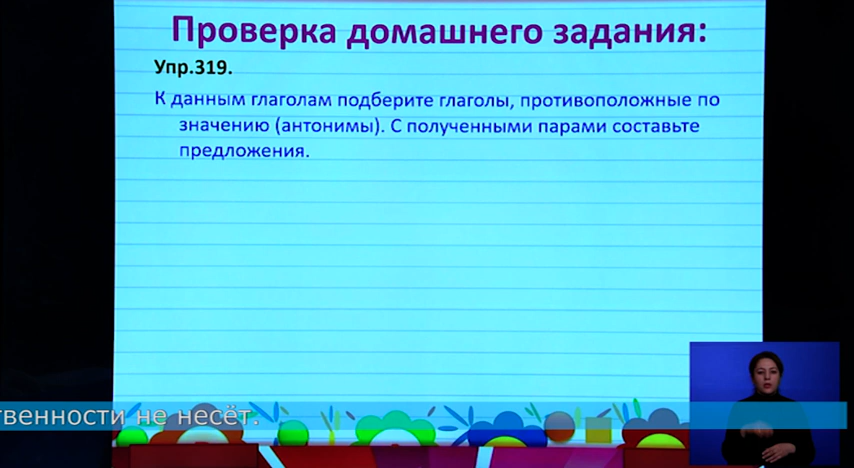 Проверка домашнего задания:
Упр.319.
К данным глаголам подберите глаголы, противоположные по
значению (антонимы). С полученными парами составьте
предложения.
не несёт.